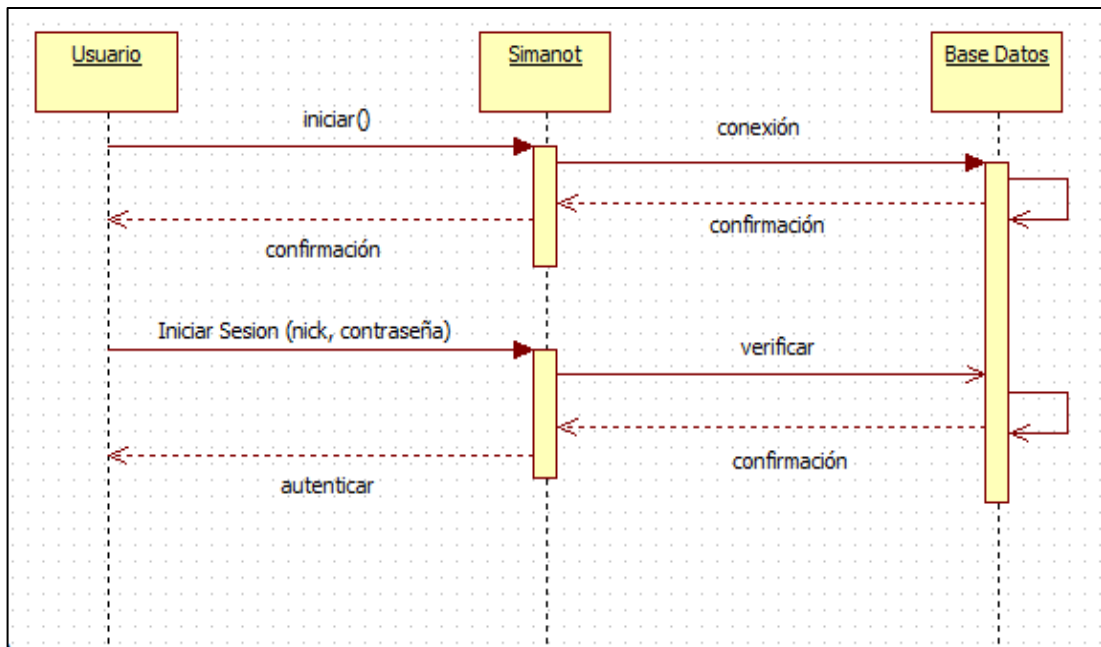 Usuario
Simanot
Base Datos
iniciar()
conexión
confirmación
confirmación
Iniciar Sesion (nick, contraseña)
verificar
confirmación
autenticar